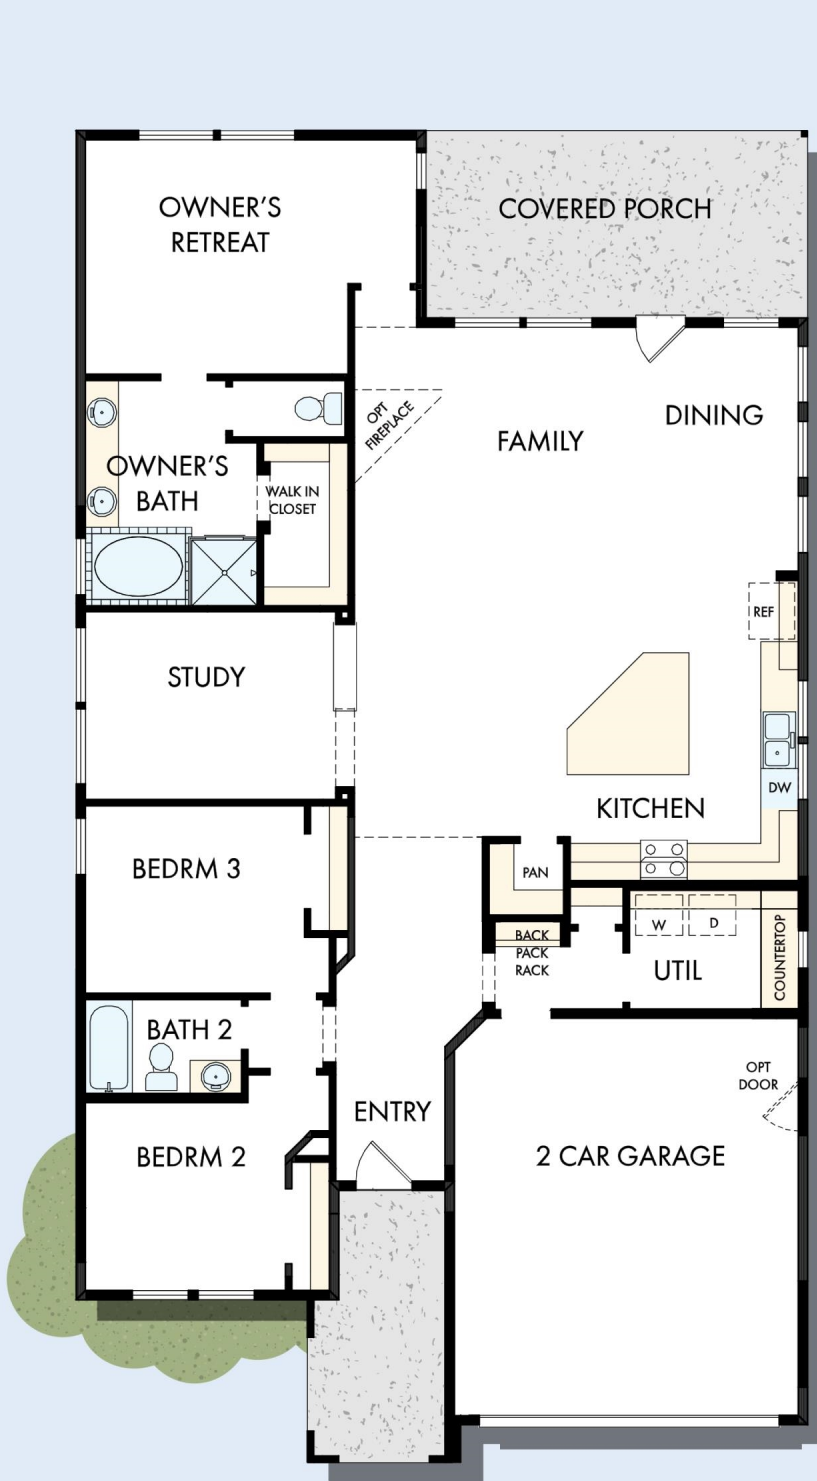 OWNER'S
RETREAT
COVERED PORCH
OPT
FIREPLACE
FAMILY
DINING
OWNER'S
BATH
WALK IN
CLOSET
REF
STUDY
DW
KITCHEN
BEDRM 3
PAN
W
D
BACK
PACK
RACK
UTIL
COUNTERTOP
BATH 2
OPT
DOOR
ENTRY
BEDRM 2
2 CAR GARAGE